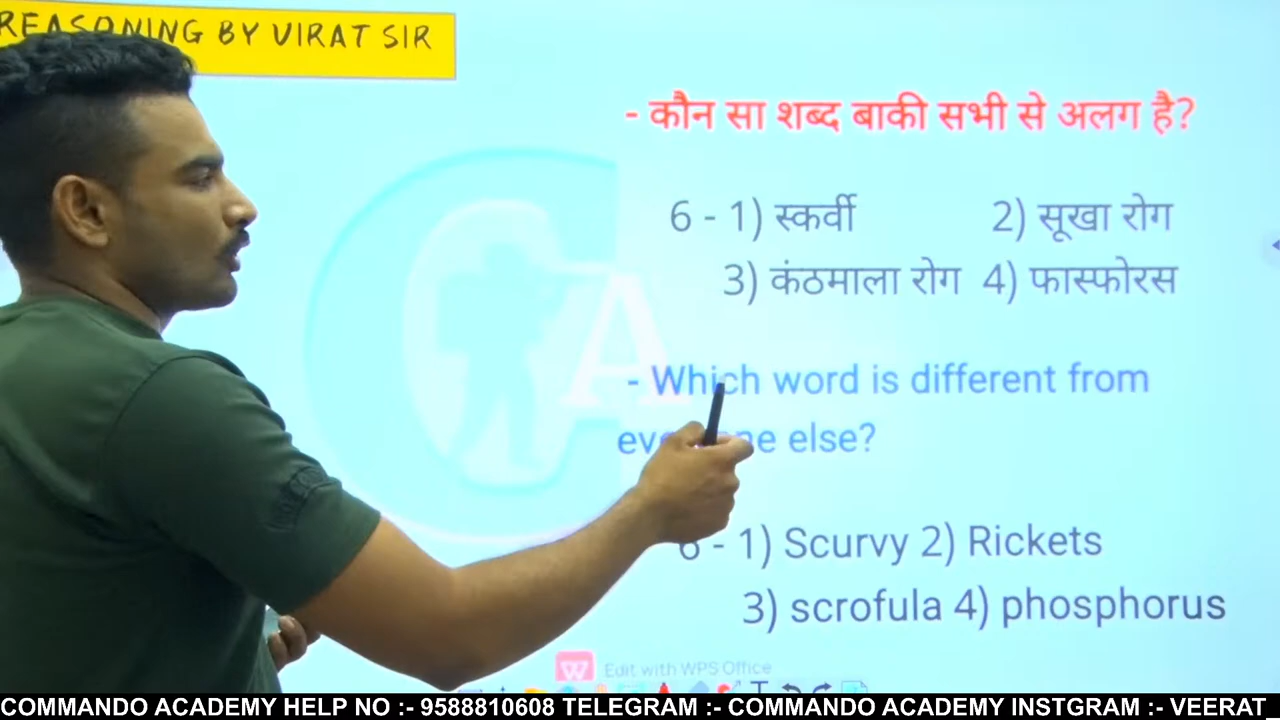 REASONING BY VIRAT SIR
- कौन सा शब्द बाकी सभी से अलग है?
6 - 1) स्कर्वी 2) सूखा रोग
3) कंठमाला रोग 4) फास्फोरस
- Which word is different from
else?
6 - 1) Scurvy 2) Rickets
3) scrofula 4) phosphorus
Edit with WPS Office
COMMANDO ACADEMY HELP NO :- 9588810608 TELEGRAM :- COMMANDO ACADEMY INSTGRAM :- VEERAT